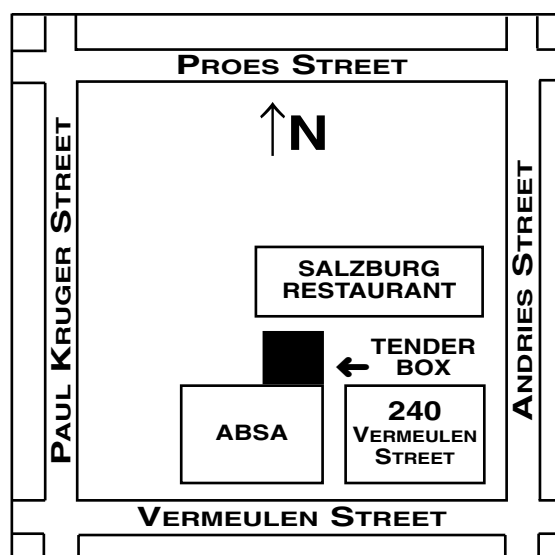 PROES STREET
N
PAUL KRUGER STREET
ANDRIES STREET
SALZBURG
RESTAURANT
TENDER
BOX
ABSA
240
VERMEULEN
STREET
VERMEULEN STREET